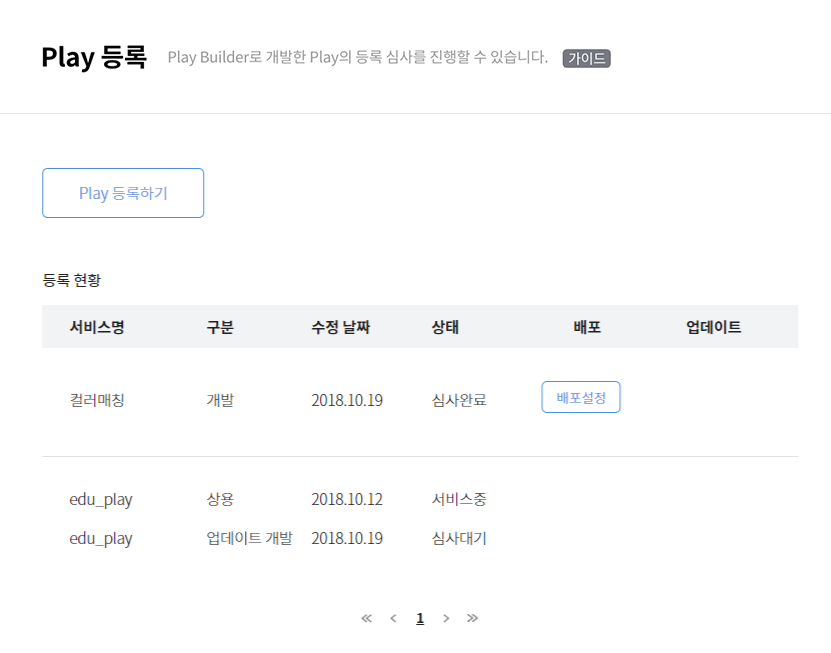 Play 등록 Play Builder로 개발한 Play의 등록 심사를 진행할 수 있습니다. 가이드
Play 등록하기
등록 현황
서비스명 구분 수정 날짜 상태 배포 업데이트
컬러매칭 개발 2018.10.19 심사완료 배포설정
edu_play 상용 2018.10.12 서비스중
edu_play 업데이트 개발 2018.10.19 심사대기
« ‹ 1 › »